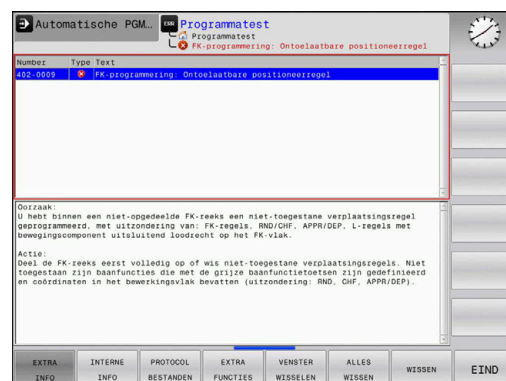 Automatische PGM...
ERR
Programmatest
Programmatest
FK-programmering: Ontoelaatbare positioneerregel
Number Type Text
402-0009 FK-programmering: Ontoelaatbare positioneerregel
Oorzaak:
U hebt binnen een niet-opgedeelde FK-reeks een niet-toegestane verplaatsingsregel
geprogrammeerd, met uitzondering van: FK-regels, RND/CHF, APPR/DEP, L-regels met
bewegingscomponent uitsluitend loodrecht op het FK-vlak.
Actie:
Deel de FK-reeks eerst volledig op of wis niet-toegestane verplaatsingsregels. Niet
toegestaan zijn baanfuncties die met de grijze baanfunctietoetsen zijn gedefinieerd
en coördinaten in het bewerkingsvlak bevatten (uitzondering: RND, CHF, APPR/DEP).
EXTRA INFO
INTERNE INFO
PROTOCOL BESTANDEN
EXTRA FUNCTIES
VENSTER WISSELEN
ALLES WISSEN
WISSEN
EIND